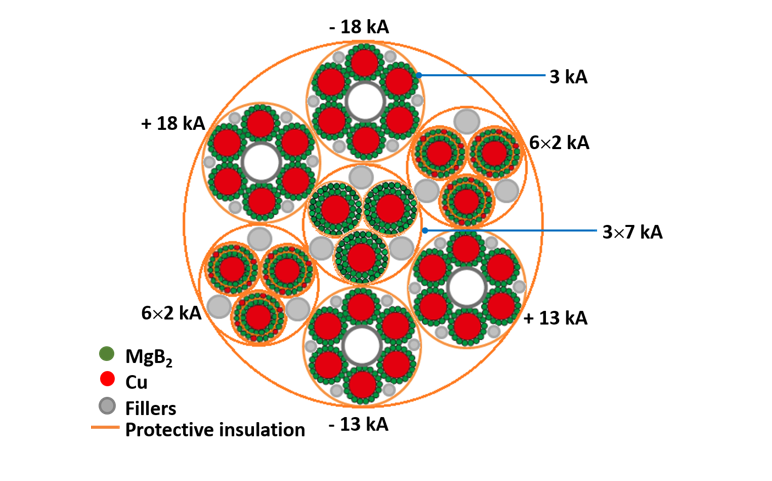 - 18 kA
3 kA
+ 18 kA
6×2 kA
3×7 kA
6×2 kA
+ 13 kA
- 13 kA
MgB₂
Cu
Fillers
Protective insulation